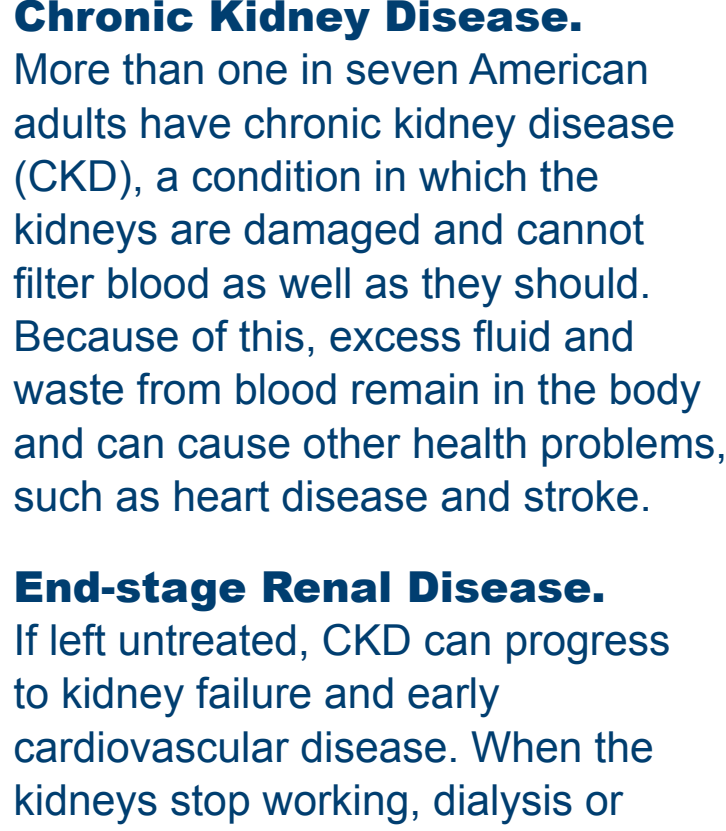 Chronic Kidney Disease.
More than one in seven American
adults have chronic kidney disease
(CKD), a condition in which the
kidneys are damaged and cannot
filter blood as well as they should.
Because of this, excess fluid and
waste from blood remain in the body
and can cause other health problems,
such as heart disease and stroke.
End-stage Renal Disease.
If left untreated, CKD can progress
to kidney failure and early
cardiovascular disease. When the
kidneys stop working, dialysis or